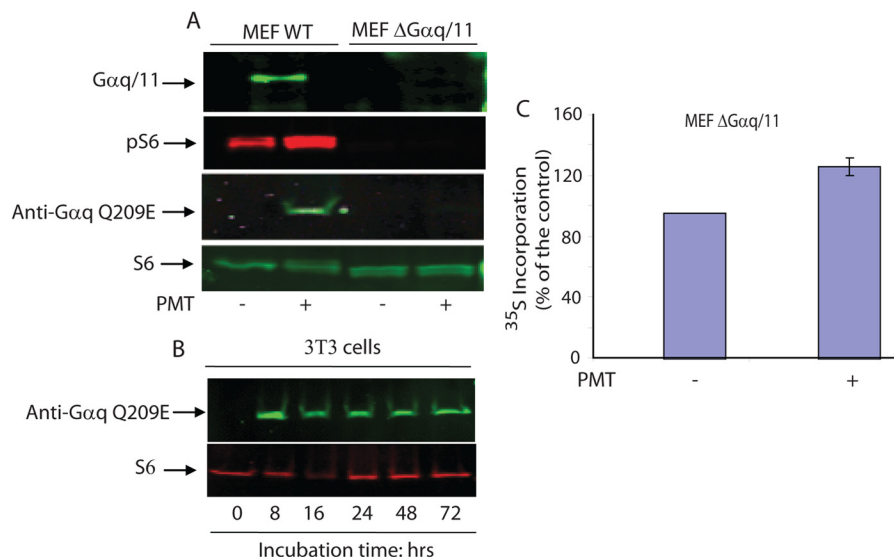 A
MEF WT
MEF ΔGαq/11
Gαq/11
pS6
Anti-Gαq Q209E
S6
PMT
- + - +
B
3T3 cells
Anti-Gαq Q209E
S6
0 8 16 24 48 72
Incubation time: hrs
C
MEF ΔGαq/11
35S Incorporation
(% of the control)
160
120
80
40
0
PMT
- +